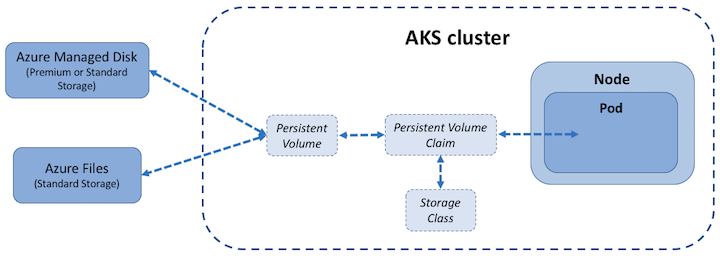 AKS cluster
Azure Managed Disk
(Premium or Standard
Storage)
Azure Files
(Standard Storage)
Persistent
Volume
Persistent Volume
Claim
Storage
Class
Node
Pod